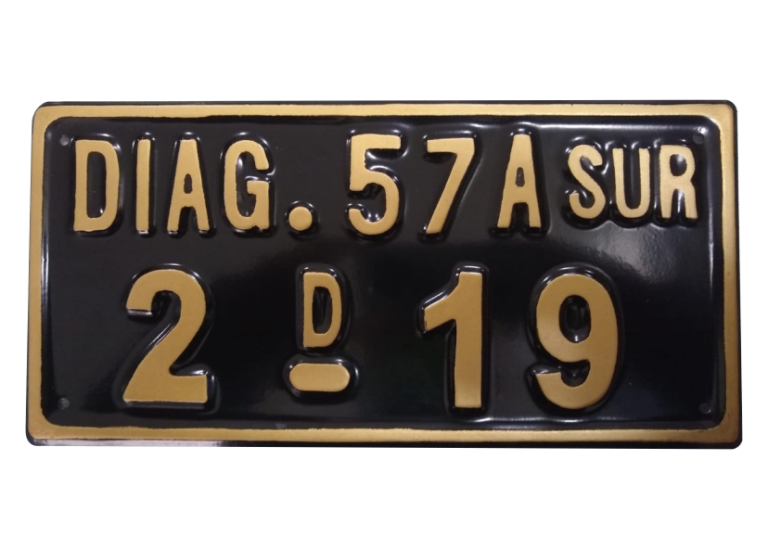 DIAG. 57A SUR
2 D - 19